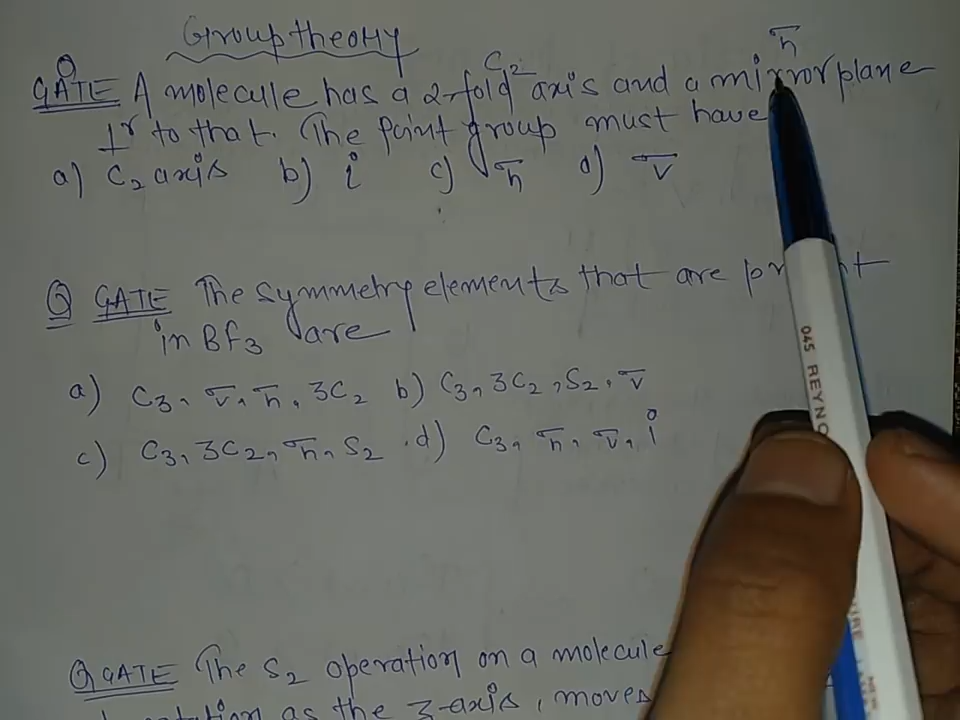 Group theory
GATE A molecule has a 2-fold C2 axis and a mirror plane σh
⊥r to that. The point group must have
a) C2 axis b) i c) σh d) σv
Q GATE The symmetry elements that are present
in BF3 are
a) C3, σv, σh, 3C2 b) C3, 3C2, S2, σv
c) C3, 3C2, σh, S2 d) C3, σh, σv, i
Q GATE The S2 operation on a molecule
as the z-axis, moves
045 REYNO